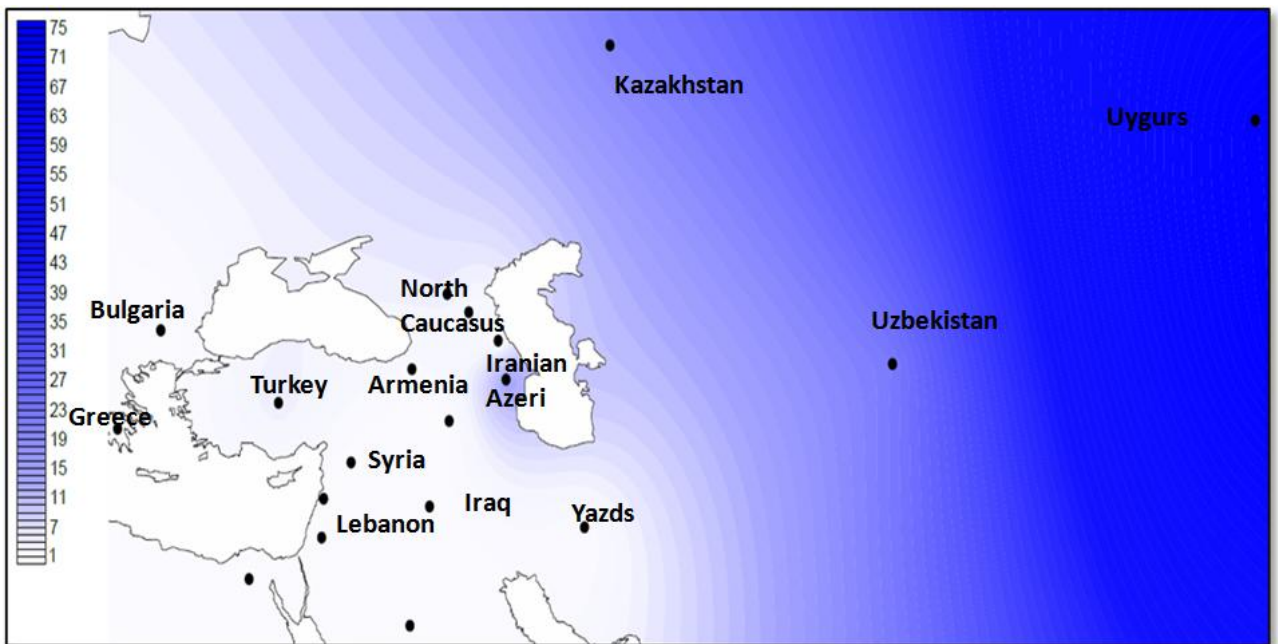 75
71
67
63
59
55
51
47
43
39
35
31
27
23
19
15
11
7
1
Kazakhstan
Uygurs
North
Caucasus
Bulgaria
Uzbekistan
Iranian
Azeri
Turkey
Armenia
Greece
Syria
Iraq
Lebanon
Yazds